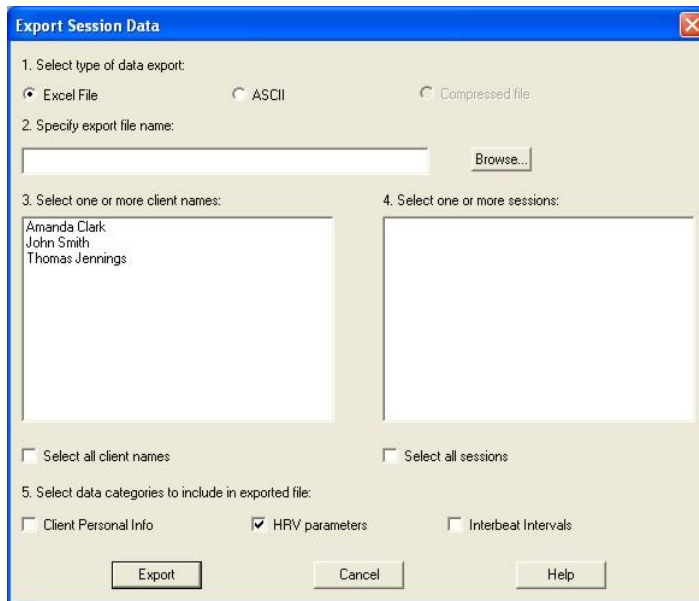 Export Session Data
1. Select type of data export:
Excel File ASCII Compressed file
2. Specify export file name:
Browse...
3. Select one or more client names: 4. Select one or more sessions:
Amanda Clark
John Smith
Thomas Jennings
Select all client names Select all sessions
5. Select data categories to include in exported file:
Client Personal Info HRV parameters Interbeat Intervals
Export Cancel Help